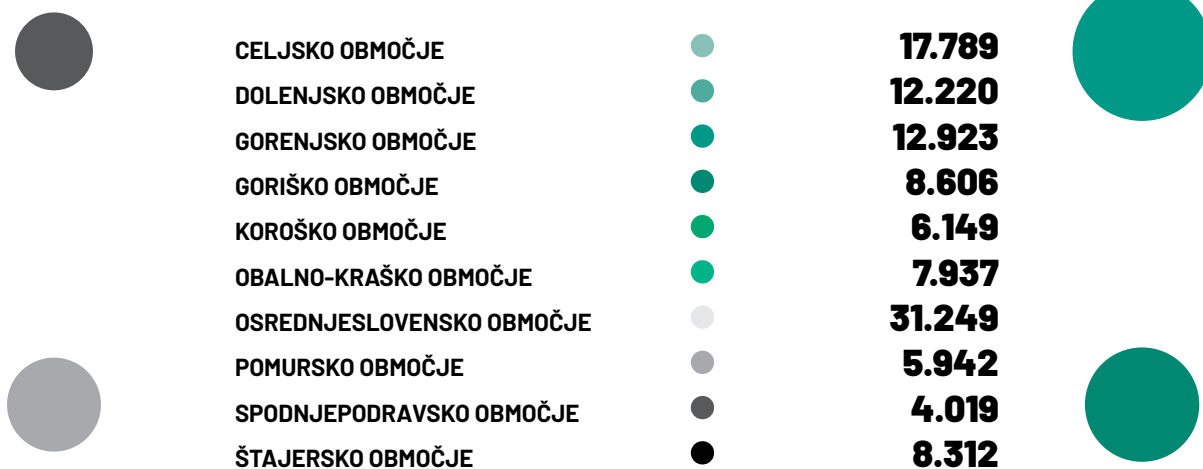 CELJSKO OBMOČJE 17.789
DOLENJSKO OBMOČJE 12.220
GORENJSKO OBMOČJE 12.923
GORIŠKO OBMOČJE 8.606
KOROŠKO OBMOČJE 6.149
OBALNO-KRAŠKO OBMOČJE 7.937
OSREDNJESLOVENSKO OBMOČJE 31.249
POMURSKO OBMOČJE 5.942
SPODNJEPODRAVSKO OBMOČJE 4.019
ŠTAJERSKO OBMOČJE 8.312